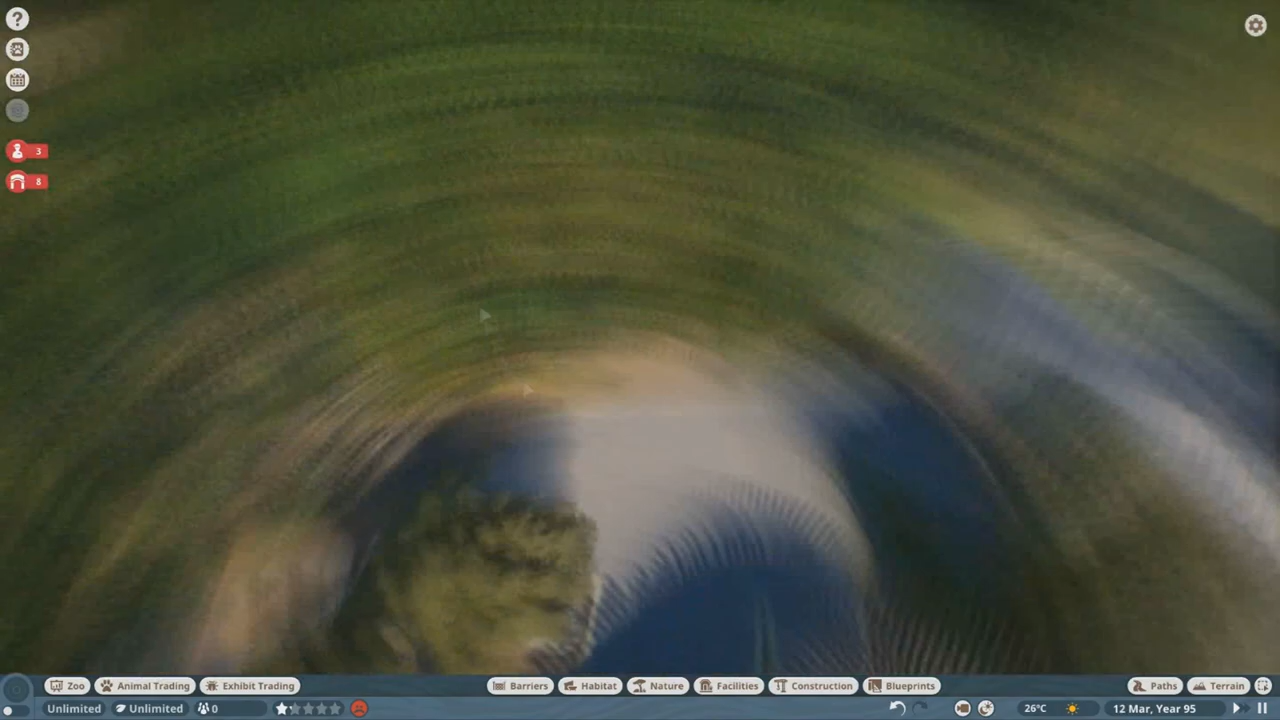 ?
3
8
Zoo
Animal Trading
Exhibit Trading
Barriers
Habitat
Nature
Facilities
Construction
Blueprints
Paths
Terrain
Unlimited
Unlimited
0
26°C
12 Mar, Year 95